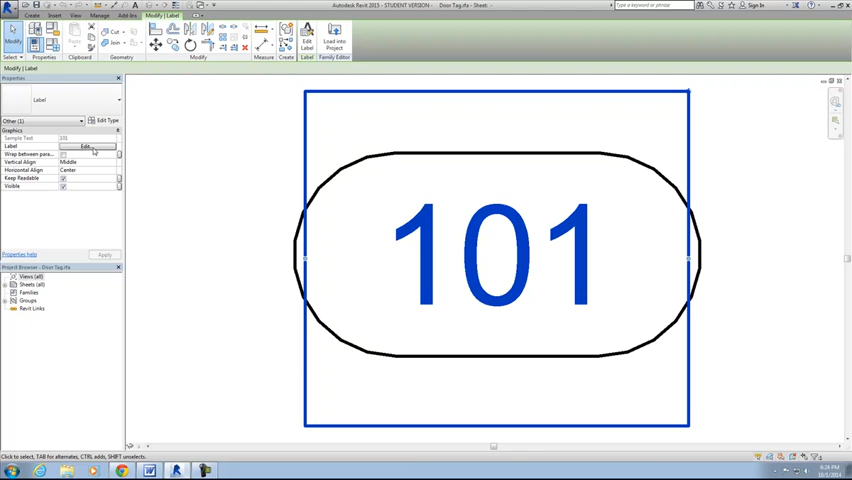 Autodesk Revit 2015 - STUDENT VERSION - Door Tag.rfa - Sheet:
Type a keyword or phrase
Sign In
Create Insert View Manage Add-Ins Modify | Label
Modify
Paste
Cut
Join
Edit Label
Load into Project
Select Properties Clipboard Geometry Modify Measure Create Label Family Editor
Modify | Label
Properties
Label
Other (1) Edit Type
Graphics
Sample Text 101
Label Edit...
Wrap between para...
Vertical Align Middle
Horizontal Align Center
Keep Readable
Visible
Properties help Apply
Project Browser - Door Tag.rfa
Views (all)
Sheets (all)
Families
Groups
Revit Links
101
Click to select, TAB for alternates, CTRL adds, SHIFT unselects.
6:24 PM
10/1/2014